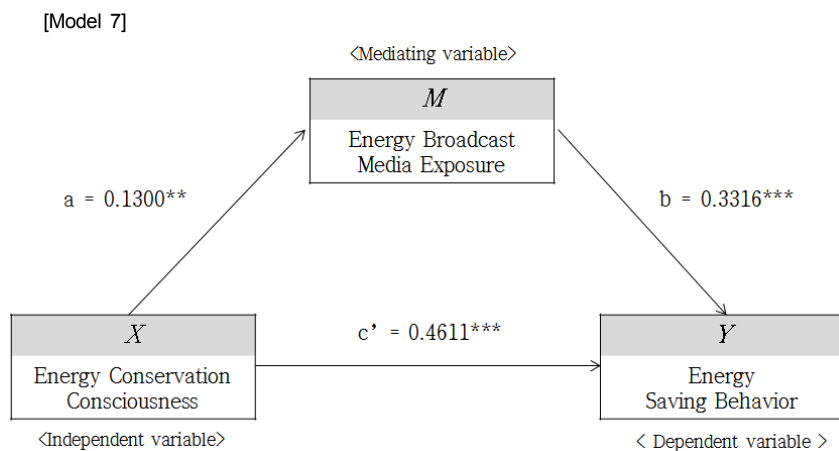 [Model 7]
<Mediating variable>
M
Energy Broadcast
Media Exposure
a = 0.1300**
b = 0.3316***
c’ = 0.4611***
X
Energy Conservation
Consciousness
<Independent variable>
Y
Energy
Saving Behavior
< Dependent variable >